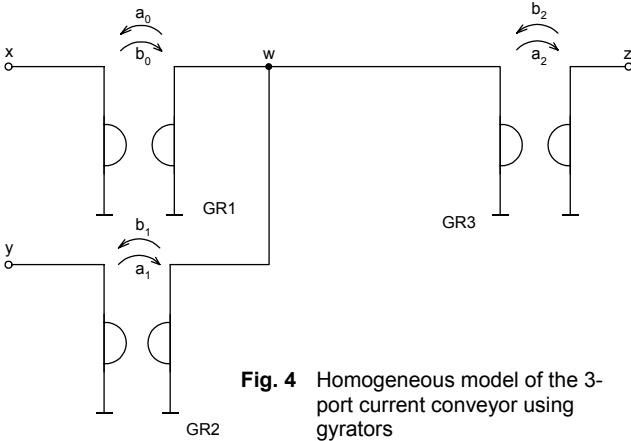 a0
b0
b2
a2
x
w
z
GR1
GR3
b1
a1
y
GR2
Fig. 4 Homogeneous model of the 3-
port current conveyor using
gyrators